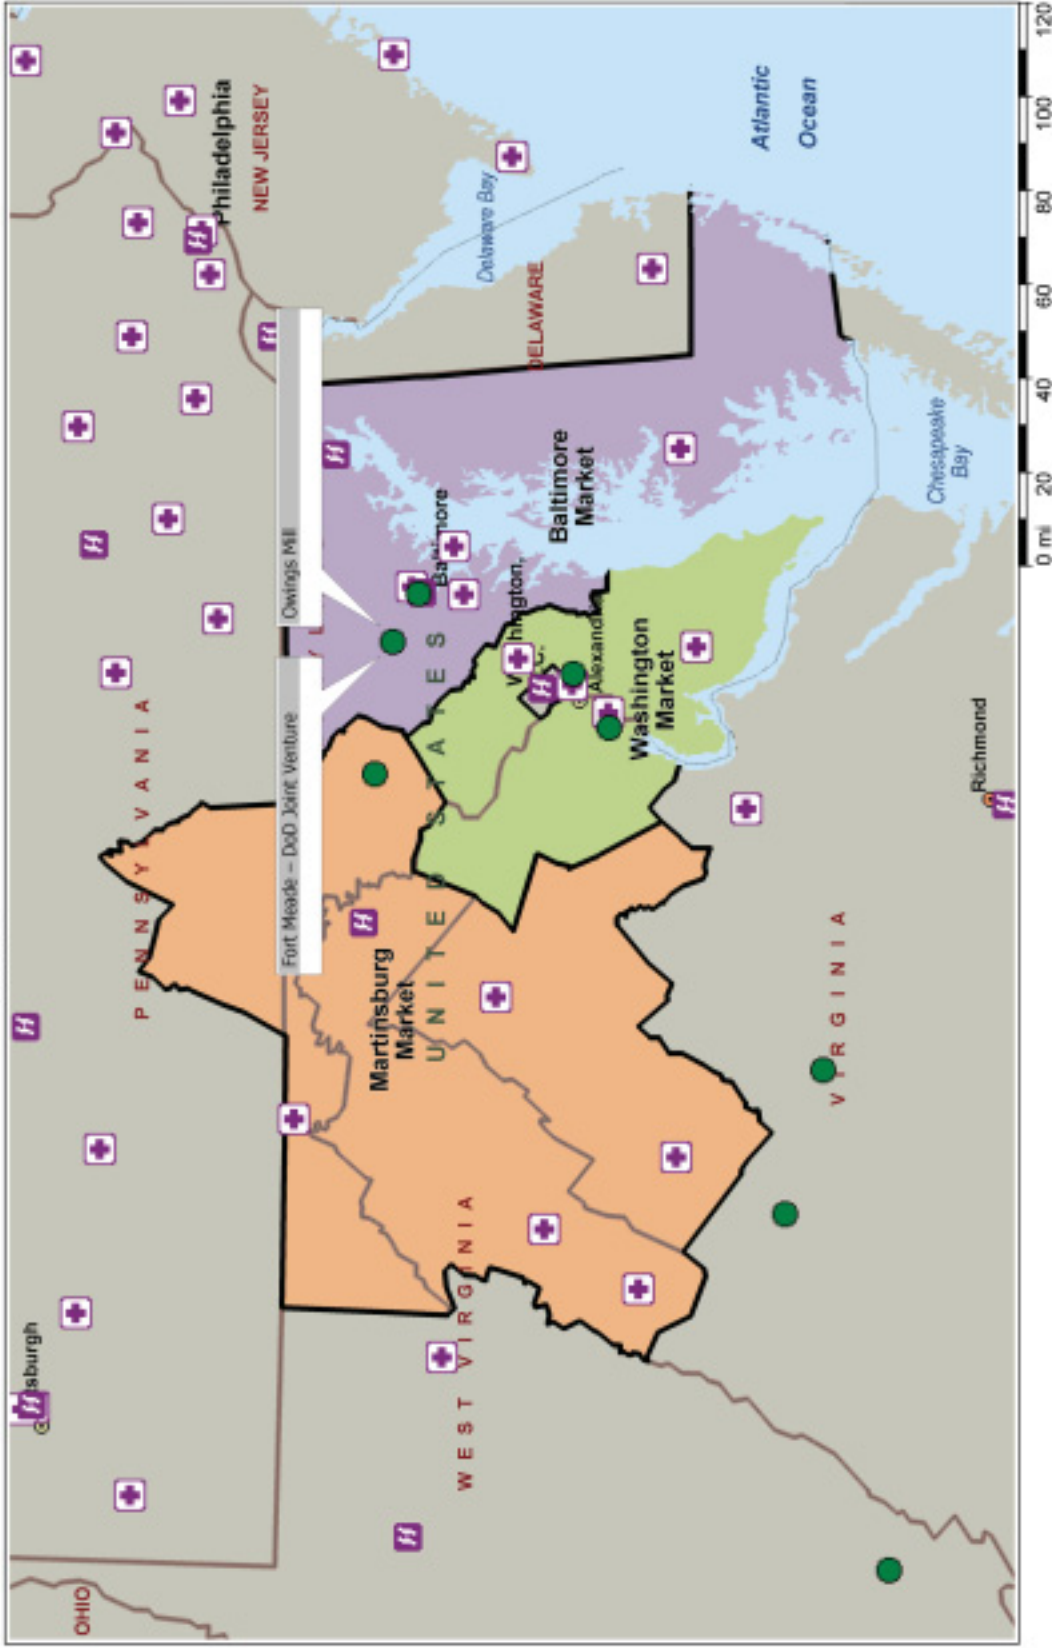 Philadelphia
NEW JERSEY
Atlantic
Ocean
Delaware Bay
DELAWARE
Owings Mill
Baltimore
Baltimore
Market
Chesapeake
Bay
Fort Meade – DoD Joint Venture
PENNSYLVANIA
UNITED STATES
Washington
Market
Martinsburg
Market
Richmond
VIRGINIA
WEST VIRGINIA
OHIO
0 mi 20 40 60 80 100 120